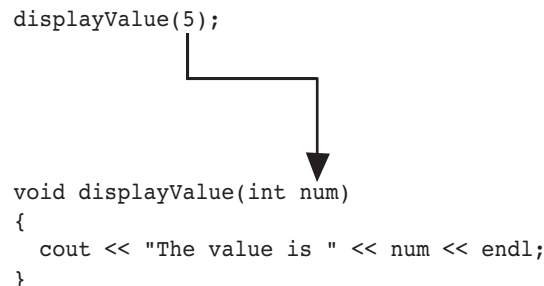 displayValue(5);
void displayValue(int num)
{
  cout << "The value is " << num << endl;
}